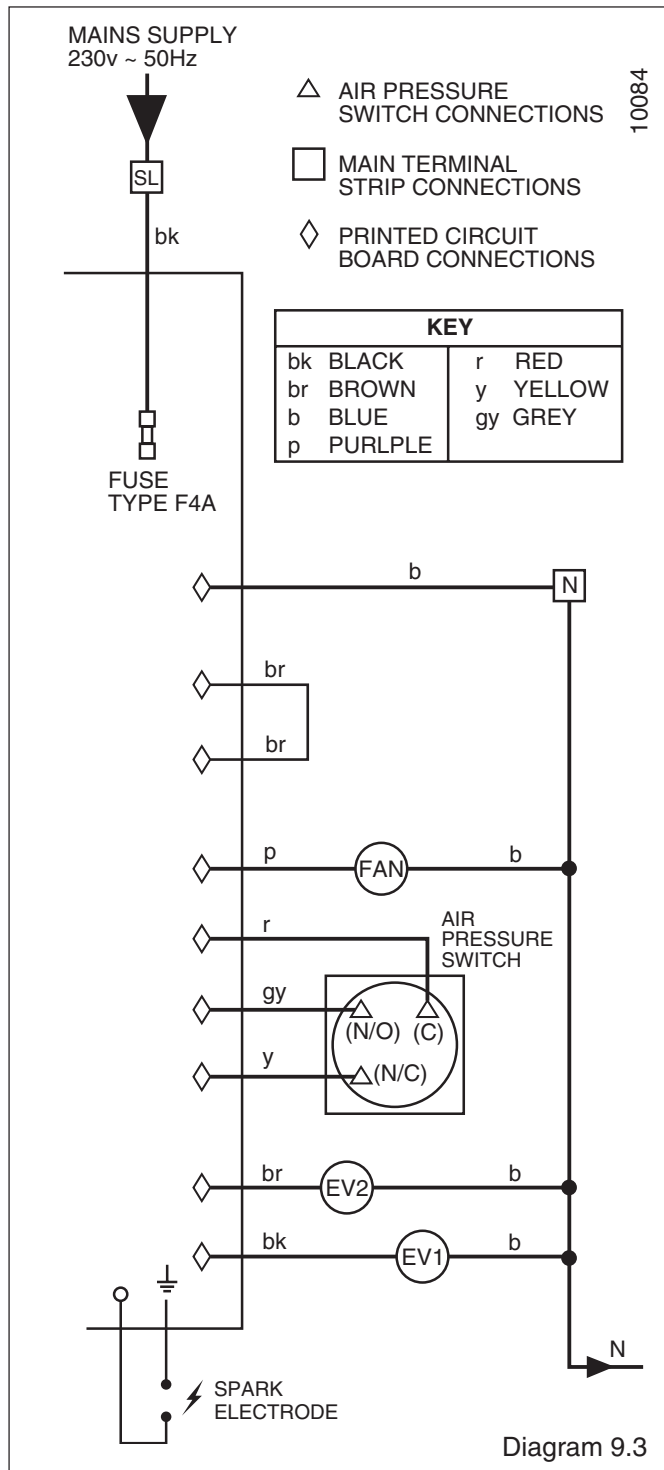 MAINS SUPPLY
230v ~ 50Hz
10084
AIR PRESSURE
SWITCH CONNECTIONS
MAIN TERMINAL
STRIP CONNECTIONS
PRINTED CIRCUIT
BOARD CONNECTIONS
SL
bk
KEY
bk BLACK
br BROWN
b BLUE
p PURLPLE
r RED
y YELLOW
gy GREY
FUSE
TYPE F4A
b
N
br
br
p
FAN
b
r
AIR
PRESSURE
SWITCH
gy
(N/O) (C)
y
(N/C)
br
EV2
b
bk
EV1
b
N
SPARK
ELECTRODE
Diagram 9.3